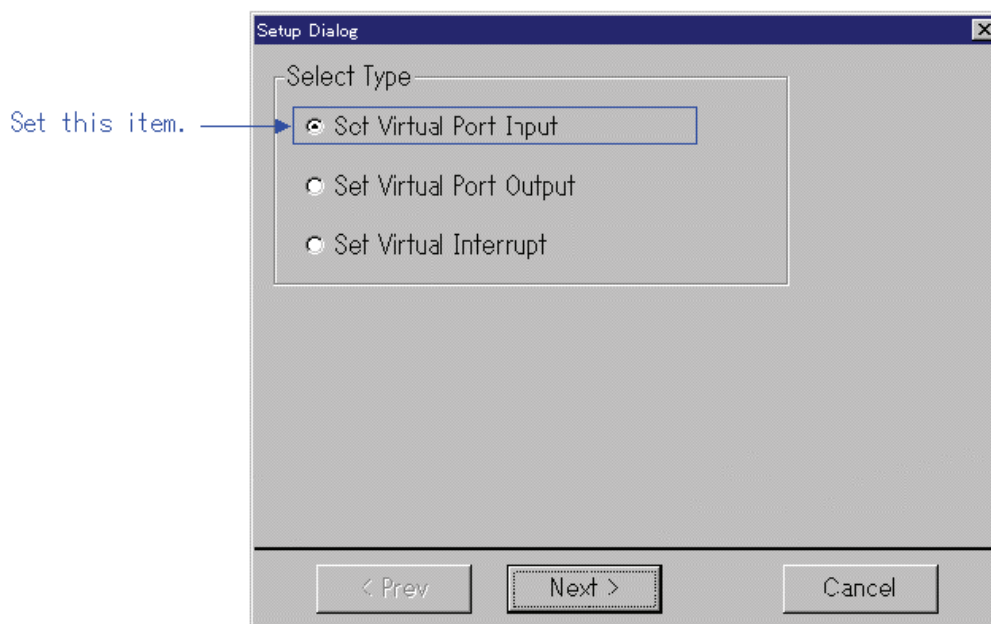 Setup Dialog
Select Type
Set this item.
Set Virtual Port Input
Set Virtual Port Output
Set Virtual Interrupt
< Prev
Next >
Cancel